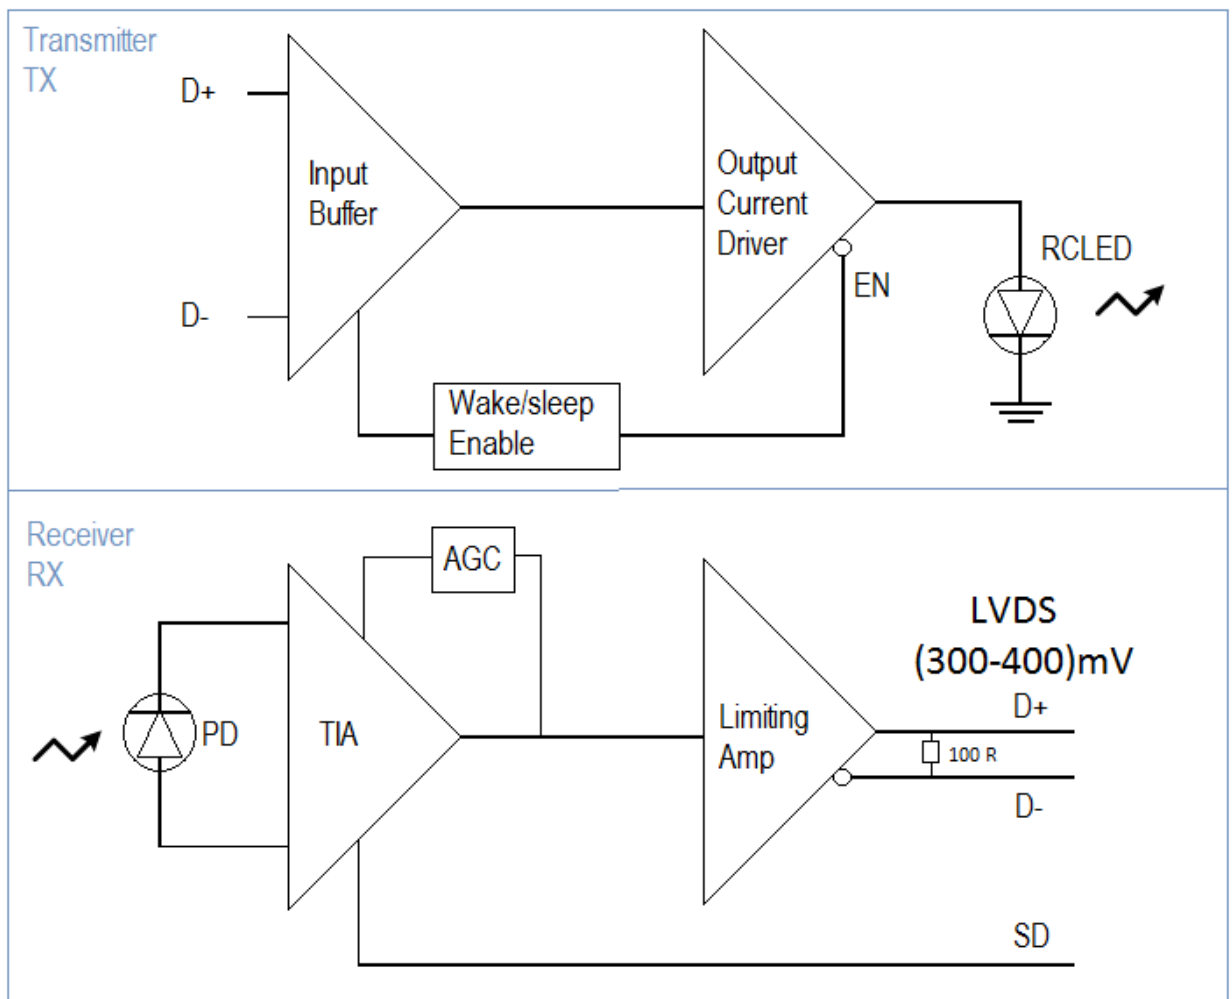 Transmitter
TX
D+
Input
Buffer
D-
Output
Current
Driver
EN
RCLED
Wake/sleep
Enable
Receiver
RX
AGC
PD
TIA
Limiting
Amp
LVDS
(300-400)mV
D+
100 R
D-
SD